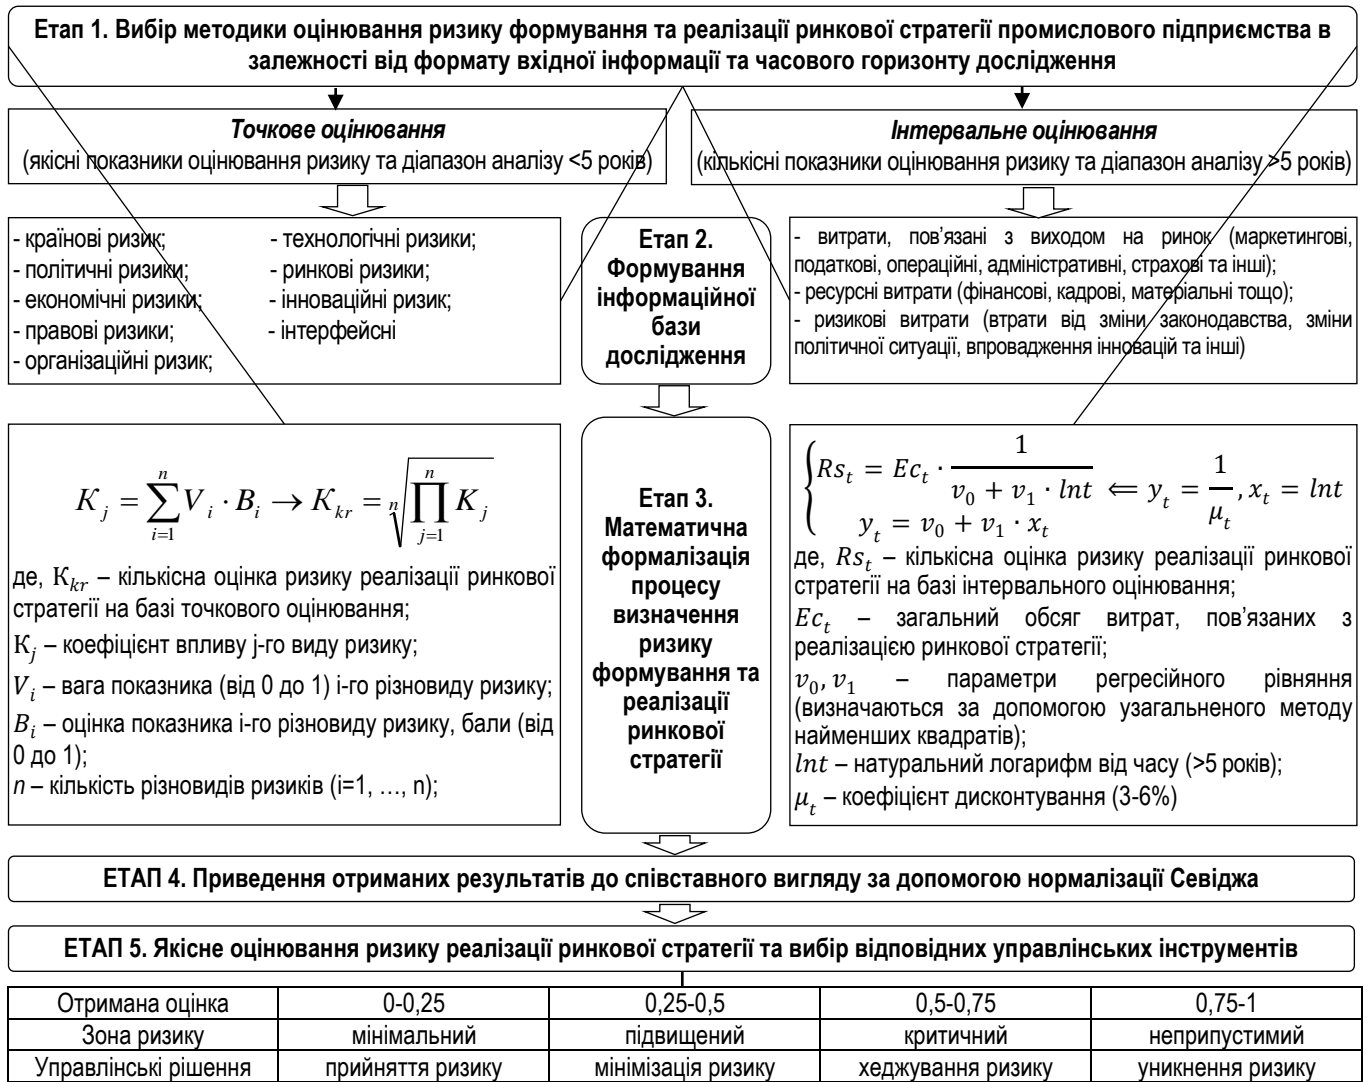 Етап 1. Вибір методики оцінювання ризику формування та реалізації ринкової стратегії промислового підприємства в
залежності від формату вхідної інформації та часового горизонту дослідження
Точкове оцінювання
(якісні показники оцінювання ризику та діапазон аналізу <5 років)
Інтервальне оцінювання
(кількісні показники оцінювання ризику та діапазон аналізу >5 років)
- країнові ризик;
- політичні ризики;
- економічні ризики;
- правові ризики;
- організаційні ризик;
- технологічні ризики;
- ринкові ризики;
- інноваційні ризик;
- інтерфейсні
Етап 2.
Формування
інформаційної
бази
дослідження
- витрати, пов’язані з виходом на ринок (маркетингові,
податкові, операційні, адміністративні, страхові та інші);
- ресурсні витрати (фінансові, кадрові, матеріальні тощо);
- ризикові витрати (втрати від зміни законодавства, зміни
політичної ситуації, впровадження інновацій та інші)
K_j = \sum_{i=1}^{n} V_i · B_i → K_{kr} = \sqrt[n]{\prod_{j=1}^{n} K_j}
де, К_{kr} – кількісна оцінка ризику реалізації ринкової
стратегії на базі точкового оцінювання;
К_j – коефіцієнт впливу j-го виду ризику;
V_i – вага показника (від 0 до 1) i-го різновиду ризику;
B_i – оцінка показника i-го різновиду ризику, бали (від
0 до 1);
n – кількість різновидів ризиків (i=1, …, n);
Етап 3.
Математична
формалізація
процесу
визначення
ризику
формування та
реалізації
ринкової
стратегії
{Rs_t = Ec_t · \frac{1}{v_0 + v_1 · lnt} ⟸ y_t = \frac{1}{μ_t}, x_t = lnt
y_t = v_0 + v_1 · x_t
де, Rs_t – кількісна оцінка ризику реалізації ринкової
стратегії на базі інтервального оцінювання;
Ec_t – загальний обсяг витрат, пов’язаних з
реалізацією ринкової стратегії;
v_0, v_1 – параметри регресійного рівняння
(визначаються за допомогою узагальненого методу
найменших квадратів);
lnt – натуральний логарифм від часу (>5 років);
μ_t – коефіцієнт дисконтування (3-6%)
ЕТАП 4. Приведення отриманих результатів до співставного вигляду за допомогою нормалізації Севіджа
ЕТАП 5. Якісне оцінювання ризику реалізації ринкової стратегії та вибір відповідних управлінських інструментів
Отримана оцінка 0-0,25 0,25-0,5 0,5-0,75 0,75-1
Зона ризику мінімальний підвищений критичний неприпустимий
Управлінські рішення прийняття ризику мінімізація ризику хеджування ризику уникнення ризику